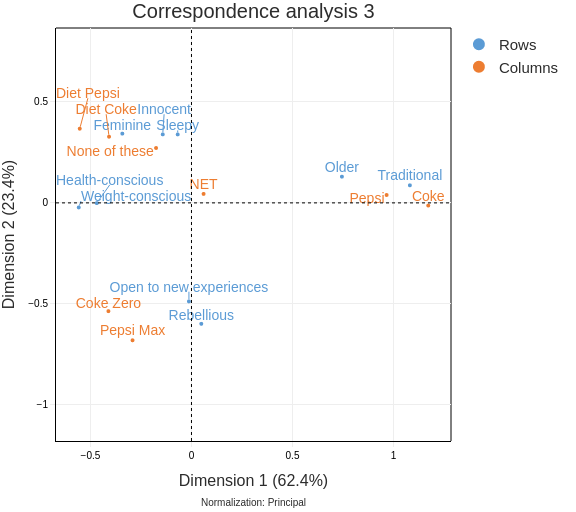 Correspondence analysis 3
Rows
Columns
Diet Pepsi
Diet Coke
Innocent
Feminine
Sleepy
None of these
Older
Traditional
Health-conscious
NET
Weight-conscious
Pepsi
Coke
Open to new experiences
Coke Zero
Rebellious
Pepsi Max
0.5
0
−0.5
−1
Dimension 2 (23.4%)
−0.5
0
0.5
1
Dimension 1 (62.4%)
Normalization: Principal